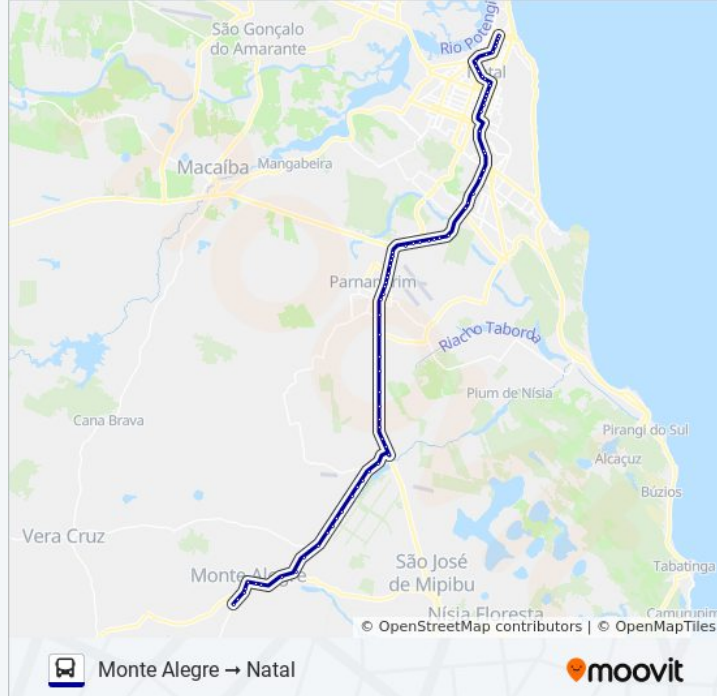 São Gonçalo
do Amarante
Rio Potengi
Natal
Macaíba
Mangabeira
Parnamirim
Riacho Taborda
Pium de Nísia
Cana Brava
Pirangi do Sul
Alcaçuz
Búzios
Vera Cruz
São José
de Mipibu
Monte Alegre
Tabatinga
Nísia Floresta
Camurupim
© OpenStreetMap contributors | © OpenMapTiles
Monte Alegre → Natal
moovit